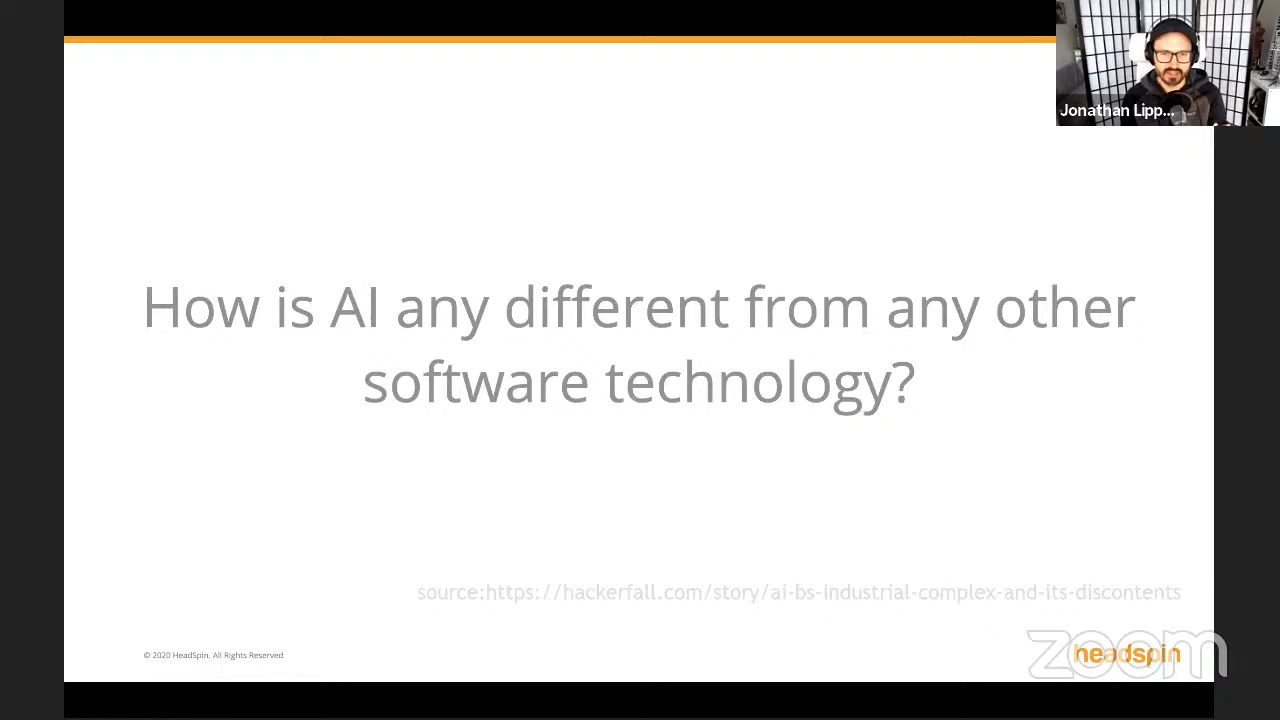 Jonathan Lipp...
How is AI any different from any other
software technology?
source:https://hackerfall.com/story/ai-bs-industrial-complex-and-its-discontents
© 2020 HeadSpin. All Rights Reserved
headspin
zoom